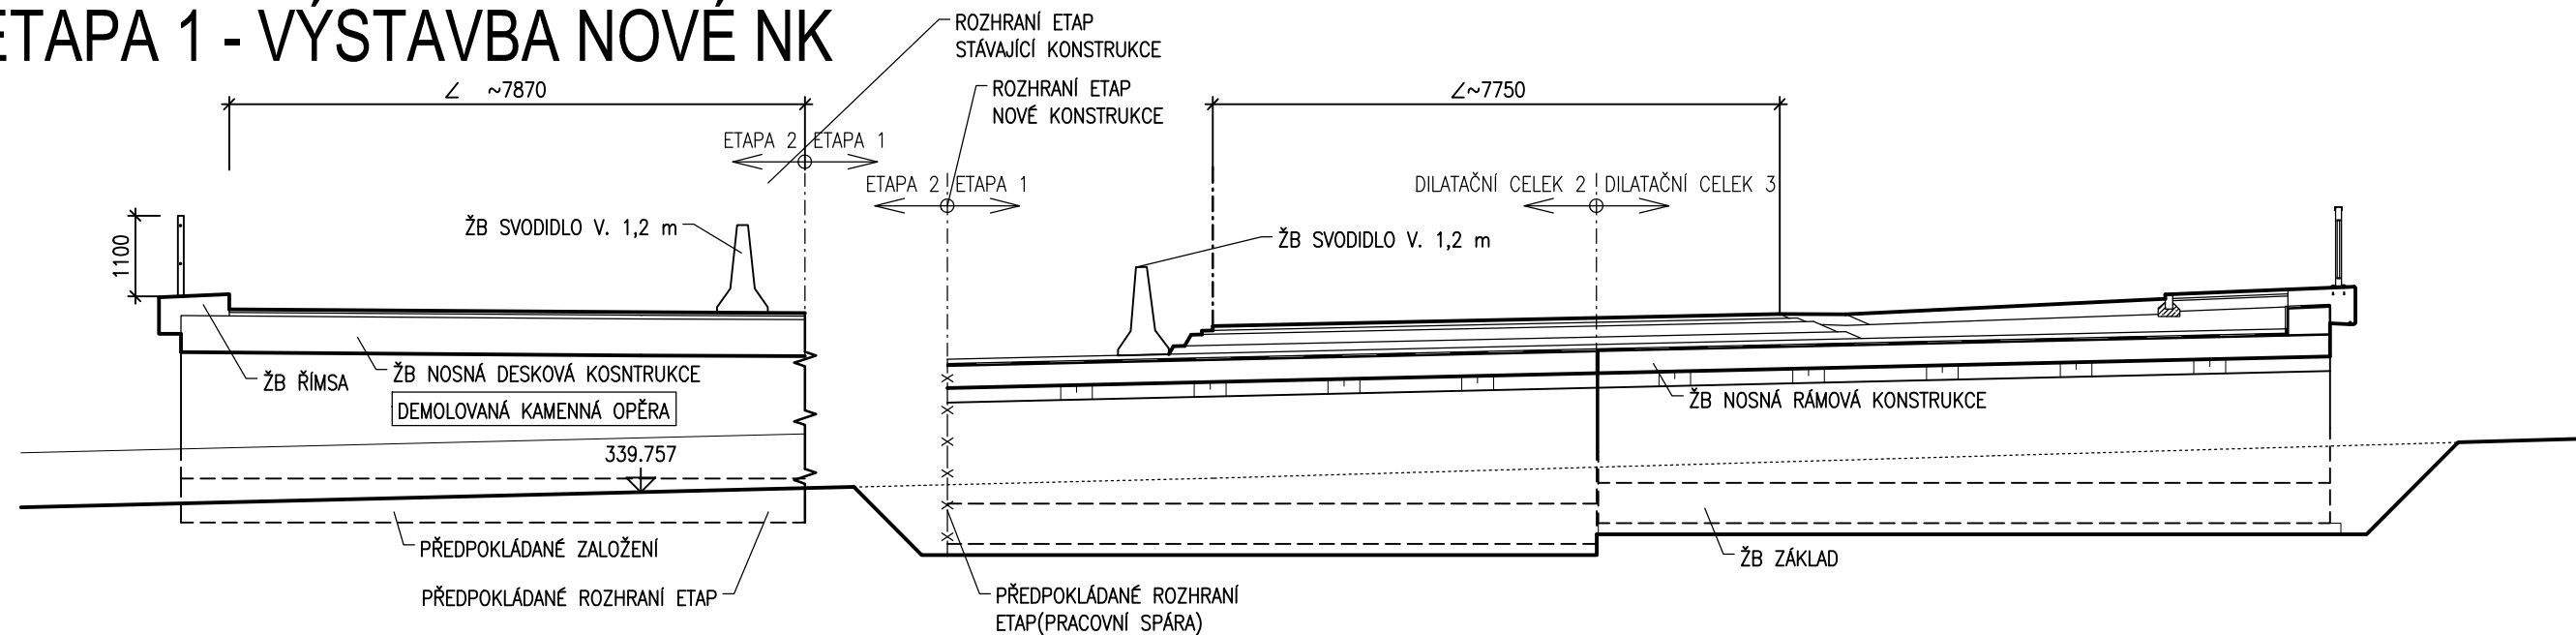 ETAPA 1 - VÝSTAVBA NOVÉ NK
ROZHRANÍ ETAP
STÁVAJÍCÍ KONSTRUKCE
∠ ~7870
ROZHRANÍ ETAP
NOVÉ KONSTRUKCE
∠~7750
ETAPA 2 ETAPA 1
ETAPA 2 ETAPA 1
DILATAČNÍ CELEK 2 DILATAČNÍ CELEK 3
1100
ŽB SVODIDLO V. 1,2 m
ŽB SVODIDLO V. 1,2 m
ŽB ŘÍMSA
ŽB NOSNÁ DESKOVÁ KOSNTRUKCE
DEMOLOVANÁ KAMENNÁ OPĚRA
ŽB NOSNÁ RÁMOVÁ KONSTRUKCE
339.757
PŘEDPOKLÁDANÉ ZALOŽENÍ
ŽB ZÁKLAD
PŘEDPOKLÁDANÉ ROZHRANÍ ETAP
PŘEDPOKLÁDANÉ ROZHRANÍ
ETAP(PRACOVNÍ SPÁRA)